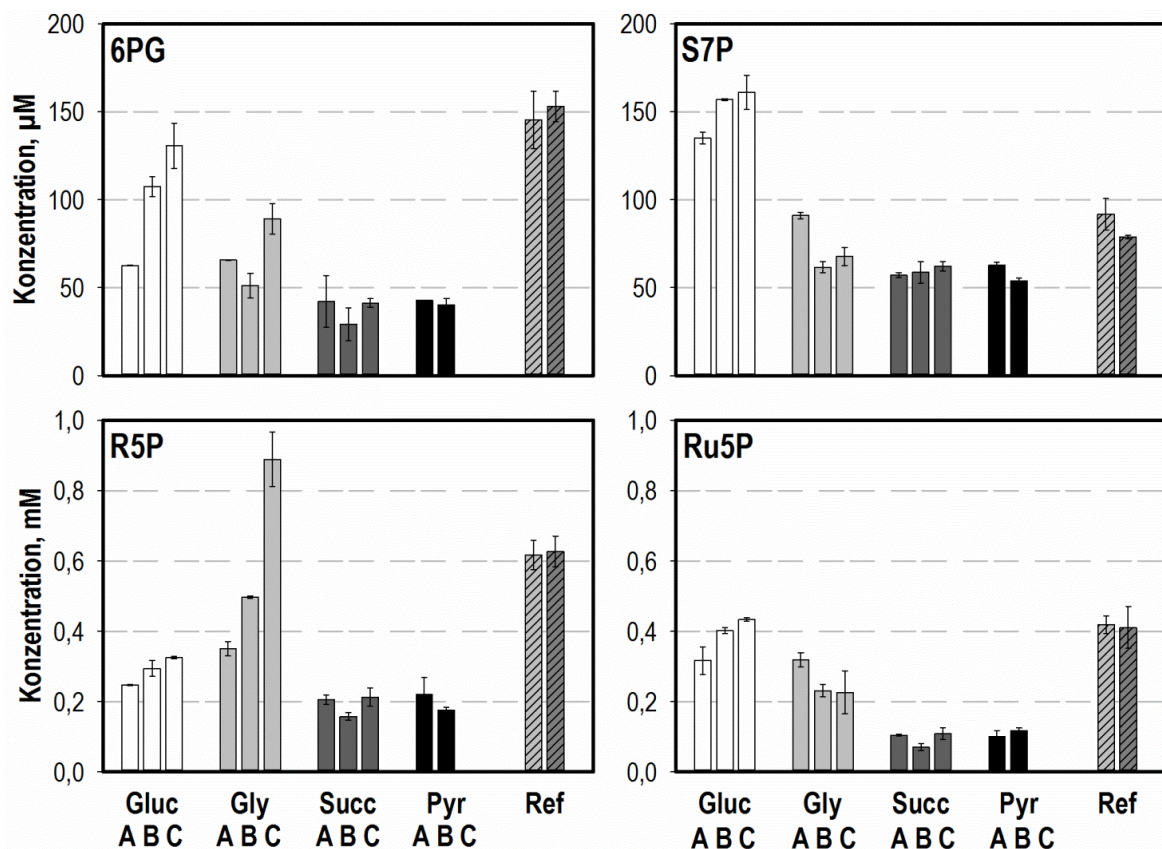 200
150
100
50
0
Konzentration, µM
6PG
200
150
100
50
0
S7P
1,0
0,8
0,6
0,4
0,2
0,0
Konzentration, mM
R5P
1,0
0,8
0,6
0,4
0,2
0,0
Ru5P
Gluc Gly Succ Pyr Ref
A B C A B C A B C A B C
Gluc Gly Succ Pyr Ref
A B C A B C A B C A B C